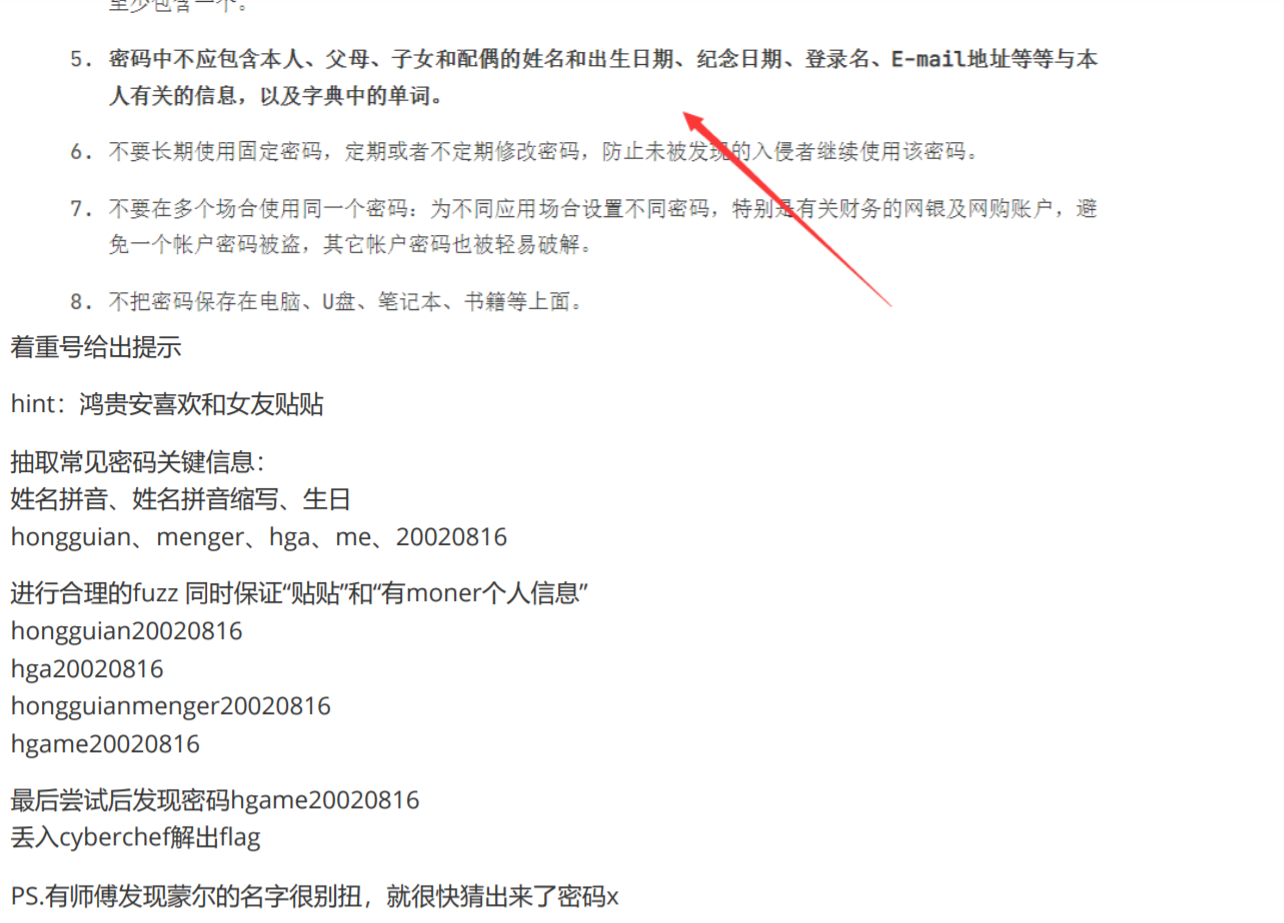 至少包含一个。
5. 密码中不应包含本人、父母、子女和配偶的姓名和出生日期、纪念日期、登录名、E-mail地址等等与本
人有关的信息，以及字典中的单词。
6. 不要长期使用固定密码，定期或者不定期修改密码，防止未被发现的入侵者继续使用该密码。
7. 不要在多个场合使用同一个密码：为不同应用场合设置不同密码，特别是有关财务的网银及网购账户，避
免一个帐户密码被盗，其它帐户密码也被轻易破解。
8. 不把密码保存在电脑、U盘、笔记本、书籍等上面。
着重号给出提示
hint：鸿贵安喜欢和女友贴贴
抽取常见密码关键信息：
姓名拼音、姓名拼音缩写、生日
hongguian、menger、hga、me、20020816
进行合理的fuzz 同时保证“贴贴”和“有moner个人信息”
hongguian20020816
hga20020816
hongguianmenger20020816
hgame20020816
最后尝试后发现密码hgame20020816
丢入cyberchef解出flag
PS.有师傅发现蒙尔的名字很别扭，就很快猜出来了密码x